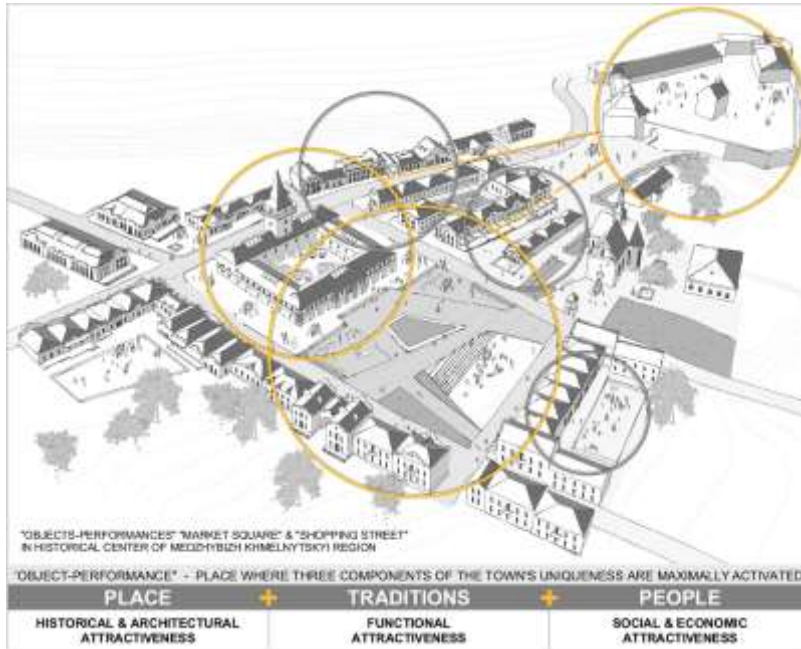 "OBJECTS-PERFORMANCES" "MARKET SQUARE" & "SHOPPING STREET"
IN HISTORICAL CENTER OF MEDZHYBIZH KHMELNYTSKYI REGION
"OBJECT-PERFORMANCE" - PLACE WHERE THREE COMPONENTS OF THE TOWN'S UNIQUENESS ARE MAXIMALLY ACTIVATED
PLACE + TRADITIONS + PEOPLE
HISTORICAL & ARCHITECTURAL ATTRACTIVENESS
FUNCTIONAL ATTRACTIVENESS
SOCIAL & ECONOMIC ATTRACTIVENESS